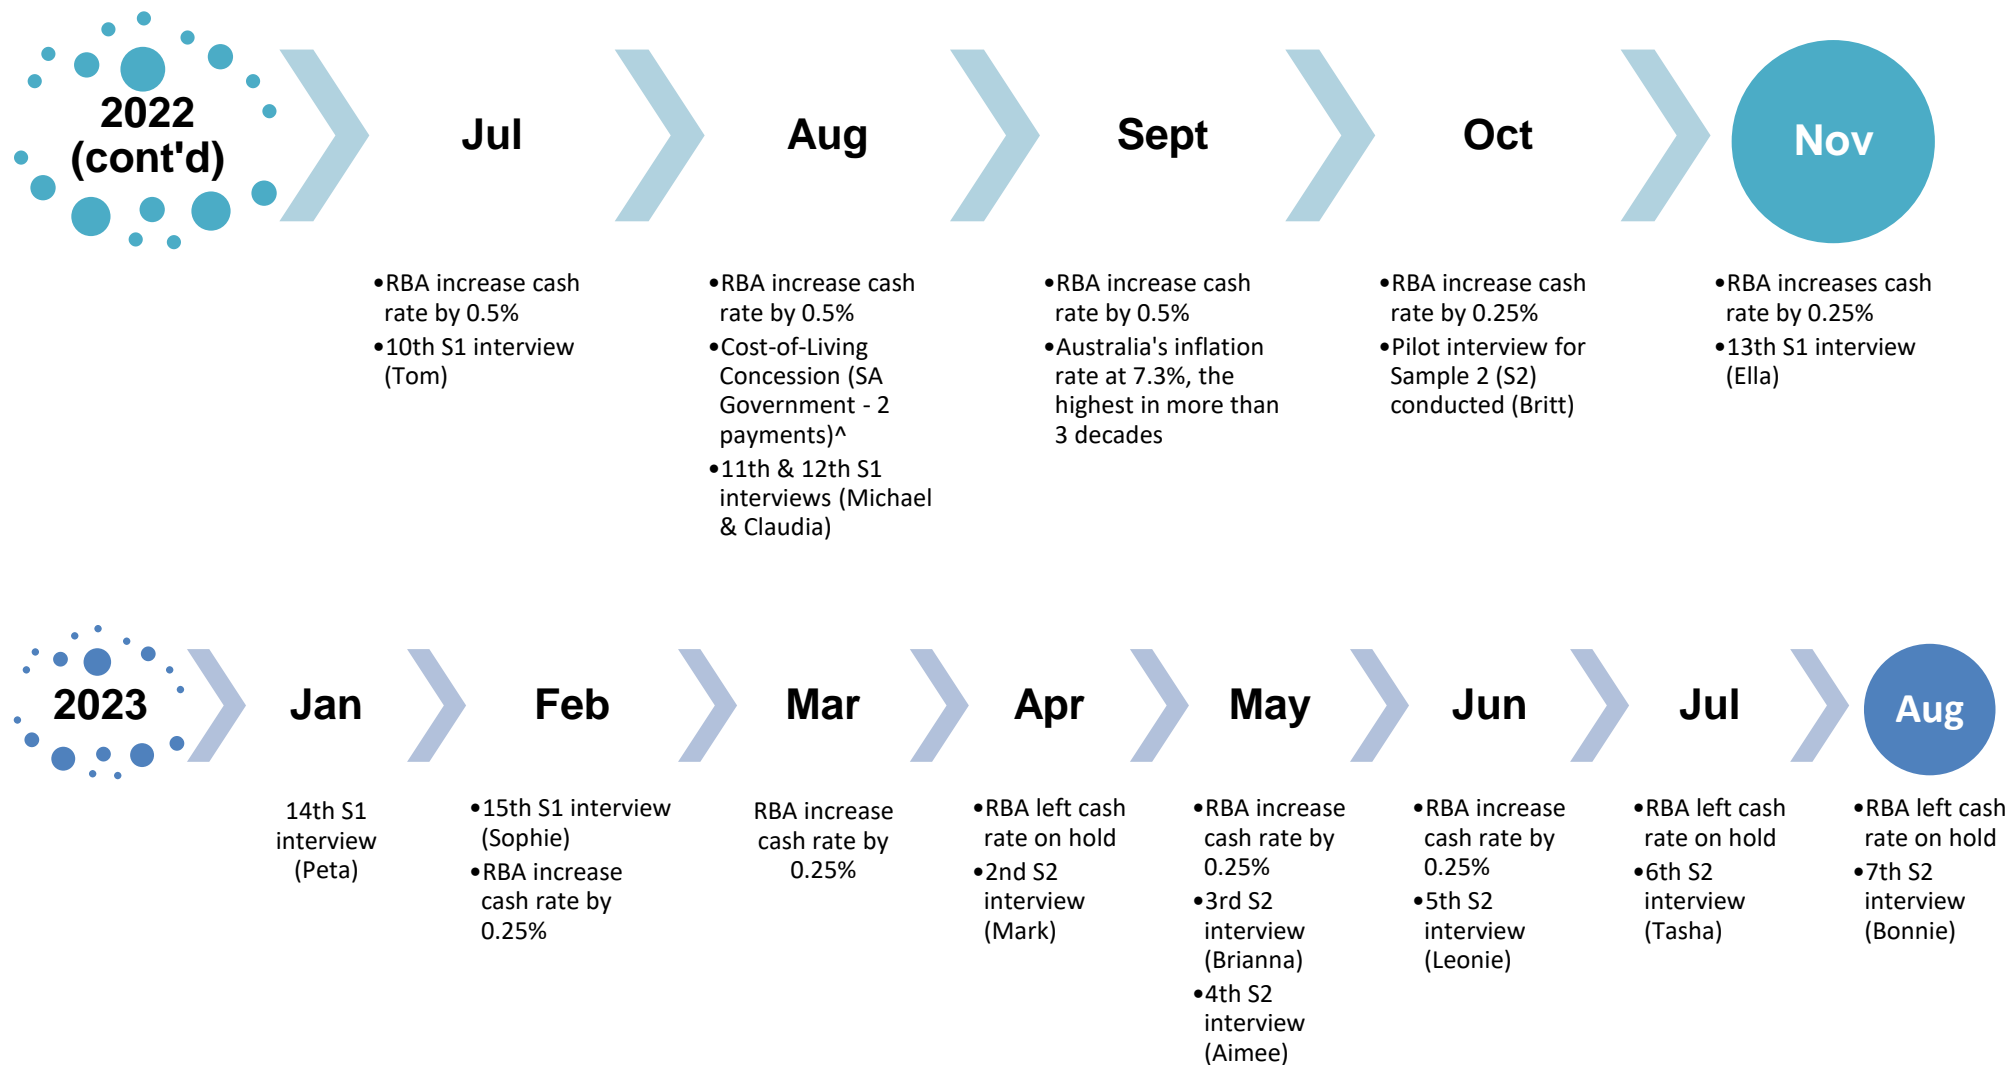 2022
(cont'd)
Jul
Aug
Sept
Oct
Nov
•RBA increase cash
rate by 0.5%
•10th S1 interview
(Tom)
•RBA increase cash
rate by 0.5%
•Cost-of-Living
Concession (SA
Government - 2
payments)^
•11th & 12th S1
interviews (Michael
& Claudia)
•RBA increase cash
rate by 0.5%
•Australia's inflation
rate at 7.3%, the
highest in more than
3 decades
•RBA increase cash
rate by 0.25%
•Pilot interview for
Sample 2 (S2)
conducted (Britt)
•RBA increases cash
rate by 0.25%
•13th S1 interview
(Ella)
2023
Jan
Feb
Mar
Apr
May
Jun
Jul
Aug
14th S1
interview
(Peta)
•15th S1 interview
(Sophie)
•RBA increase
cash rate by
0.25%
RBA increase
cash rate by
0.25%
•RBA left cash
rate on hold
•2nd S2
interview
(Mark)
•RBA increase
cash rate by
0.25%
•3rd S2
interview
(Brianna)
•4th S2
interview
(Aimee)
•RBA increase
cash rate by
0.25%
•5th S2
interview
(Leonie)
•RBA left cash
rate on hold
•6th S2
interview
(Tasha)
•RBA left cash
rate on hold
•7th S2
interview
(Bonnie)